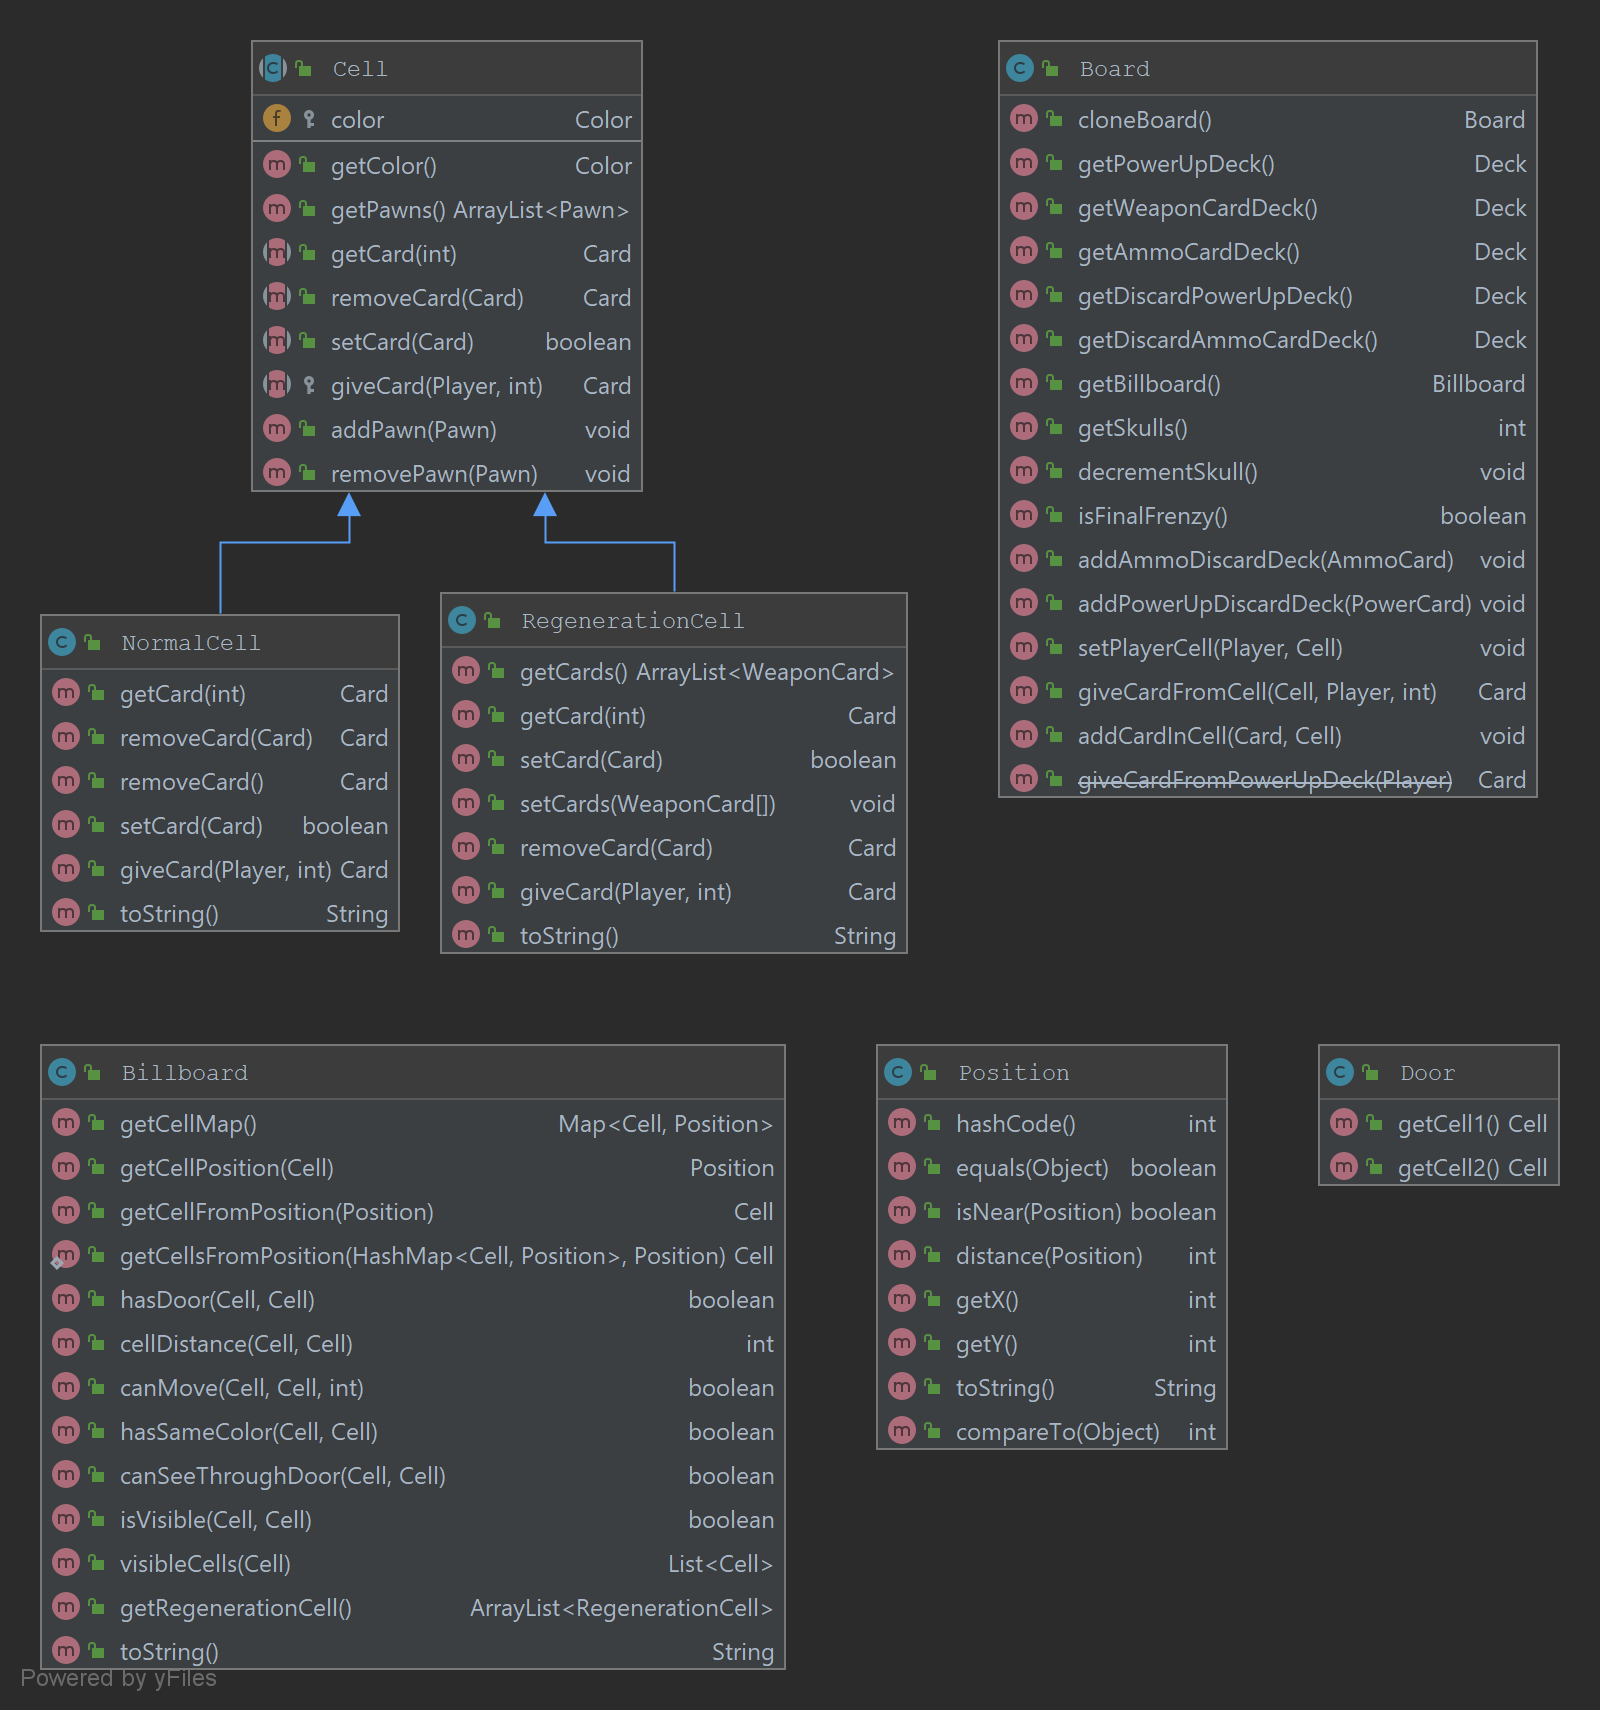 Cell
color Color
getColor() Color
getPawns() ArrayList<Pawn>
getCard(int) Card
removeCard(Card) Card
setCard(Card) boolean
giveCard(Player, int) Card
addPawn(Pawn) void
removePawn(Pawn) void
Board
cloneBoard() Board
getPowerUpDeck() Deck
getWeaponCardDeck() Deck
getAmmoCardDeck() Deck
getDiscardPowerUpDeck() Deck
getDiscardAmmoCardDeck() Deck
getBillboard() Billboard
getSkulls() int
decrementSkull() void
isFinalFrenzy() boolean
addAmmoDiscardDeck(AmmoCard) void
addPowerUpDiscardDeck(PowerCard) void
setPlayerCell(Player, Cell) void
giveCardFromCell(Cell, Player, int) Card
addCardInCell(Card, Cell) void
giveCardFromPowerUpDeck(Player) Card
NormalCell
getCard(int) Card
removeCard(Card) Card
removeCard() Card
setCard(Card) boolean
giveCard(Player, int) Card
toString() String
RegenerationCell
getCards() ArrayList<WeaponCard>
getCard(int) Card
setCard(Card) boolean
setCards(WeaponCard[]) void
removeCard(Card) Card
giveCard(Player, int) Card
toString() String
Billboard
getCellMap() Map<Cell, Position>
getCellPosition(Cell) Position
getCellFromPosition(Position) Cell
getCellsFromPosition(HashMap<Cell, Position>, Position) Cell
hasDoor(Cell, Cell) boolean
cellDistance(Cell, Cell) int
canMove(Cell, Cell, int) boolean
hasSameColor(Cell, Cell) boolean
canSeeThroughDoor(Cell, Cell) boolean
isVisible(Cell, Cell) boolean
visibleCells(Cell) List<Cell>
getRegenerationCell() ArrayList<RegenerationCell>
toString() String
Position
hashCode() int
equals(Object) boolean
isNear(Position) boolean
distance(Position) int
getX() int
getY() int
toString() String
compareTo(Object) int
Door
getCell1() Cell
getCell2() Cell
Powered by yFiles